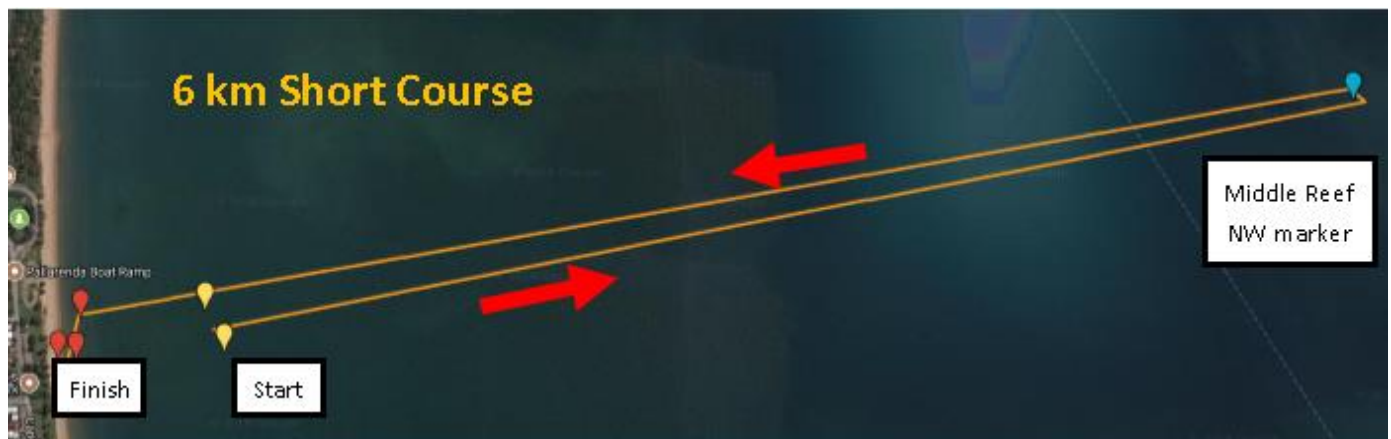 6 km Short Course
Middle Reef
NW marker
Pallarenda Boat Ramp
Finish
Start